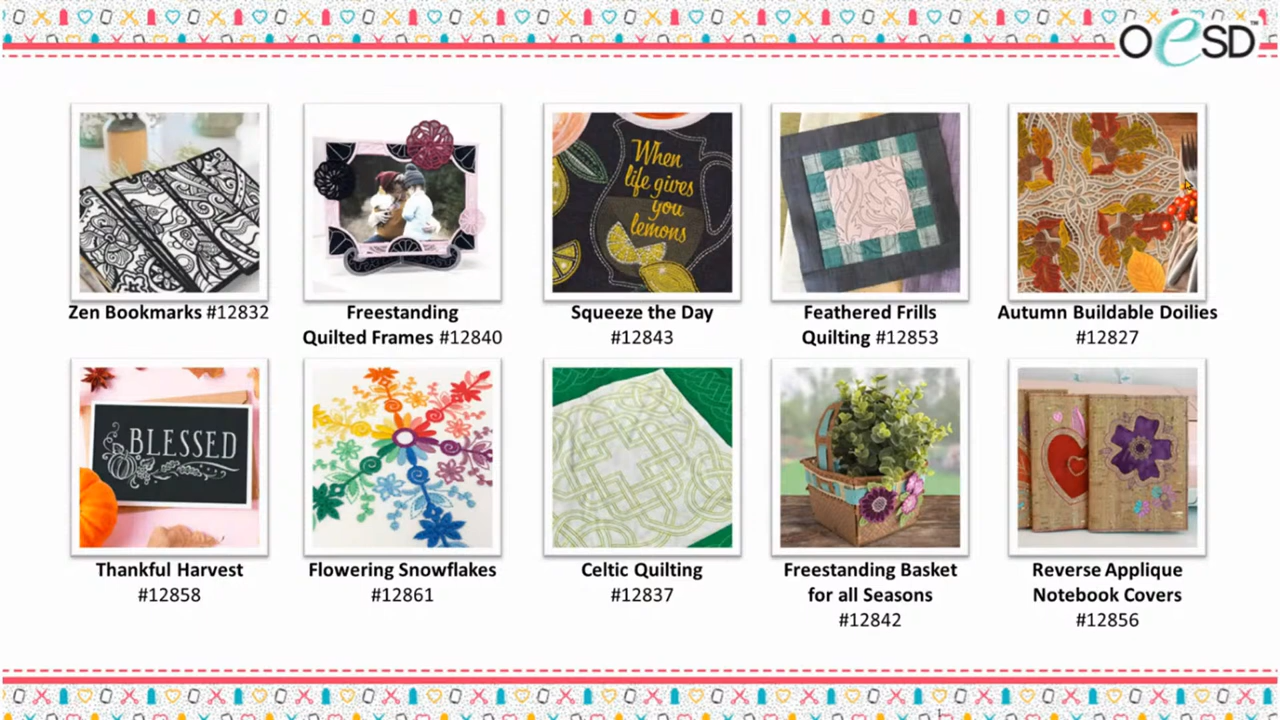 OESD™
When
life gives
you
lemons
Zen Bookmarks #12832
Freestanding
Quilted Frames #12840
Squeeze the Day
#12843
Feathered Frills
Quilting #12853
Autumn Buildable Doilies
#12827
BLESSED
Thankful Harvest
#12858
Flowering Snowflakes
#12861
Celtic Quilting
#12837
Freestanding Basket
for all Seasons
#12842
Reverse Applique
Notebook Covers
#12856